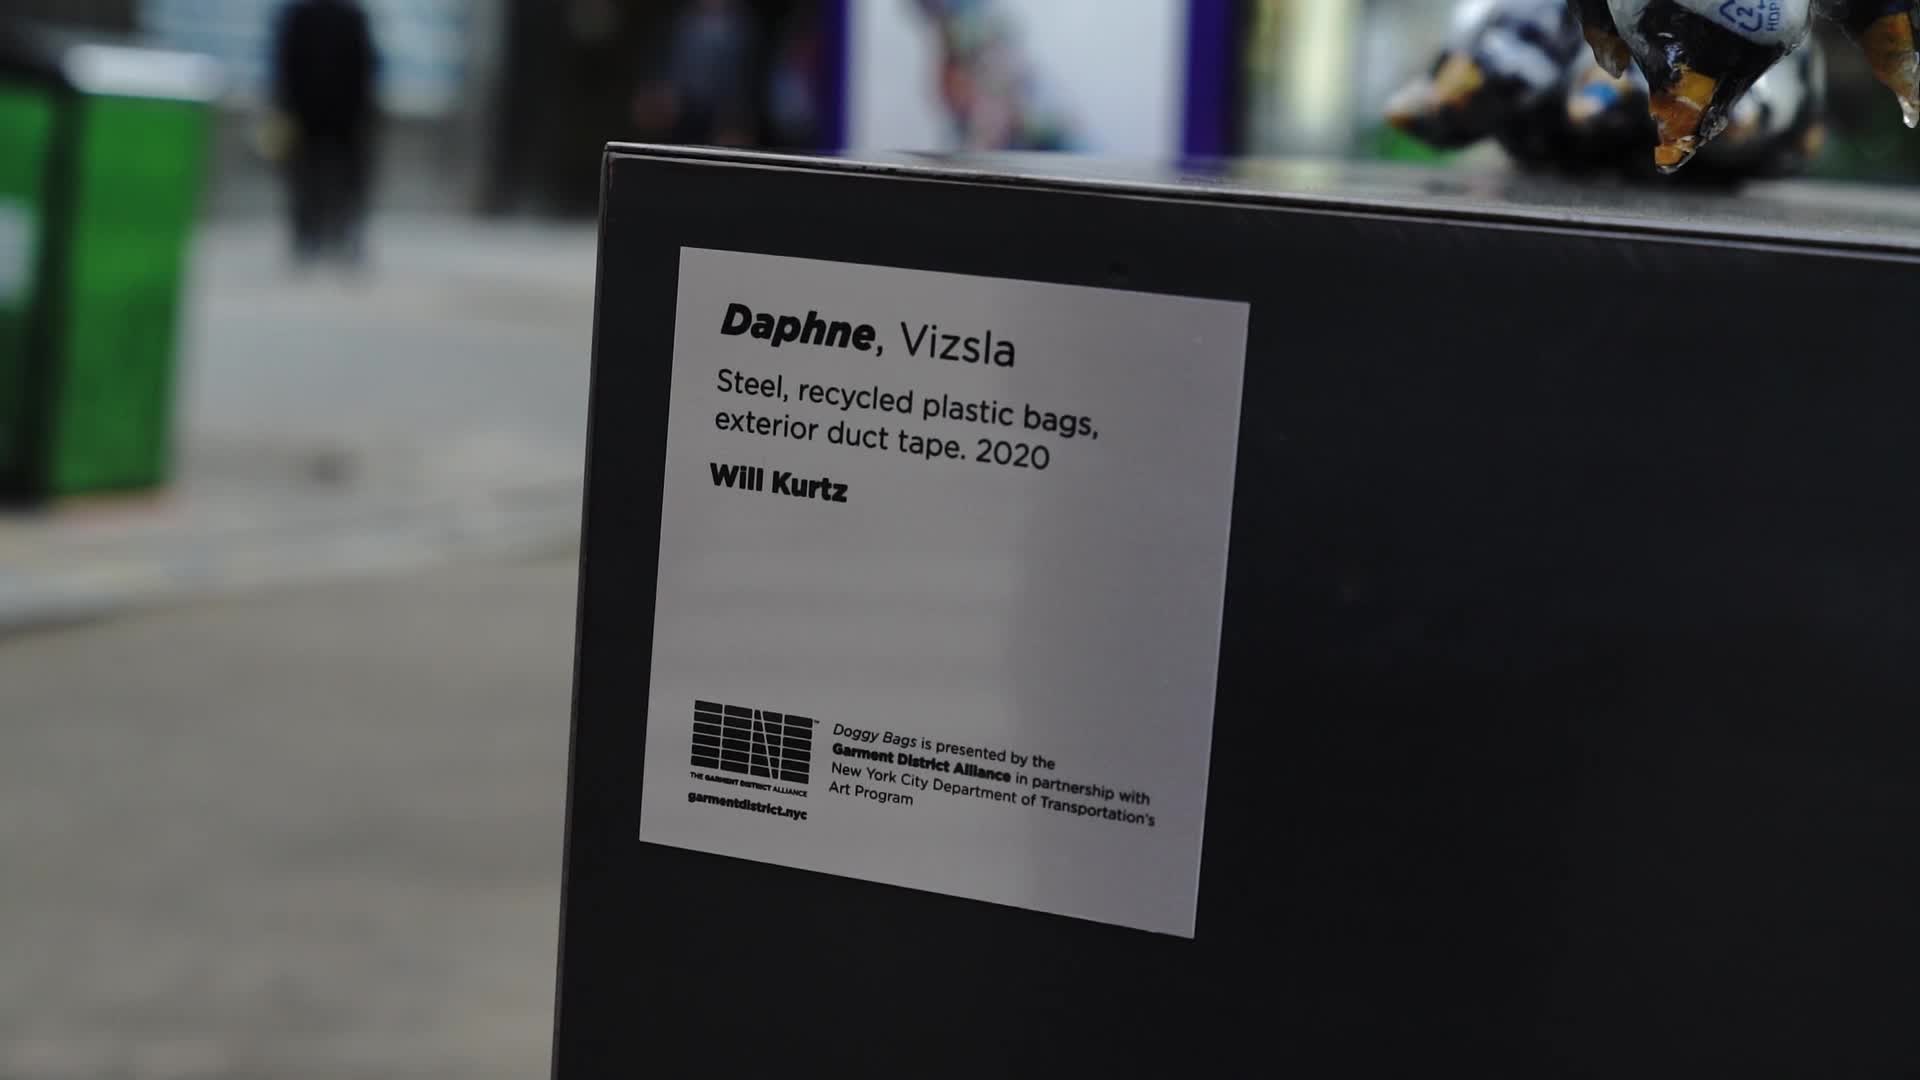 Daphne, Vizsla
Steel, recycled plastic bags,
exterior duct tape. 2020
Will Kurtz
THE GARMENT DISTRICT ALLIANCE
garmentdistrict.nyc
Doggy Bags is presented by the
Garment District Alliance in partnership with
New York City Department of Transportation's
Art Program
2
HDPE